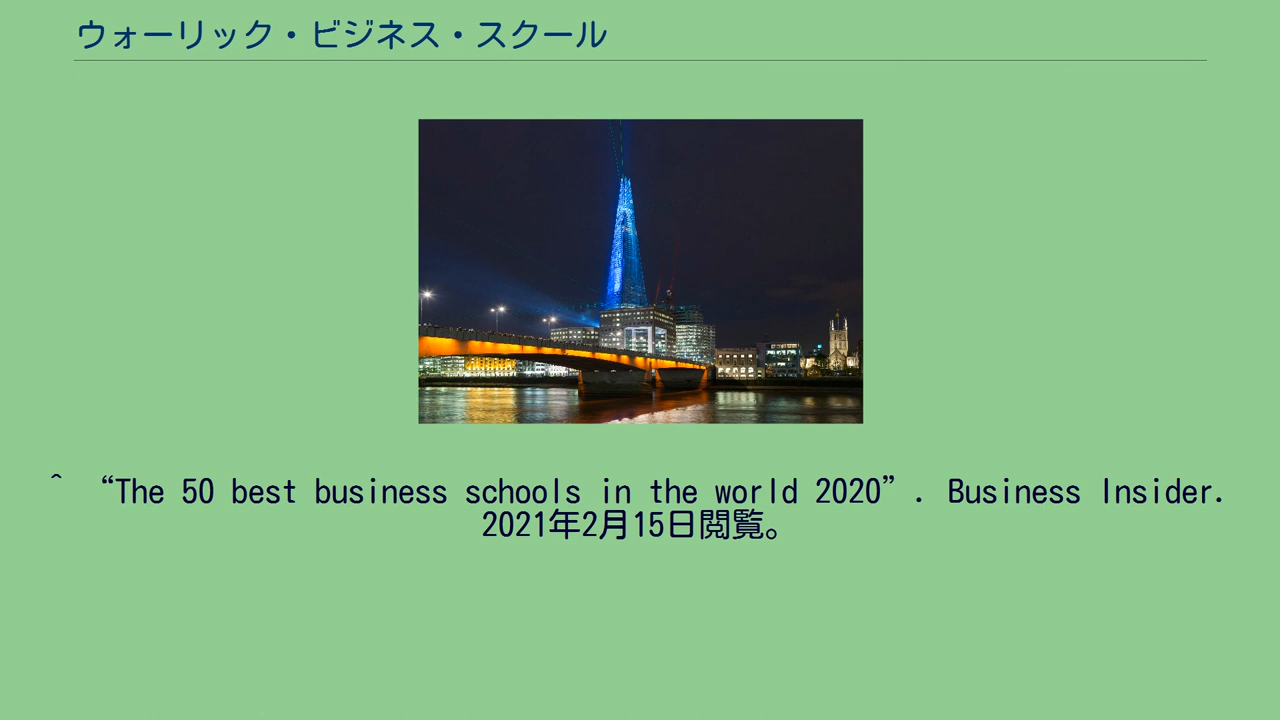 ウォーリック・ビジネス・スクール
^ “The 50 best business schools in the world 2020”. Business Insider.
2021年2月15日閲覧。